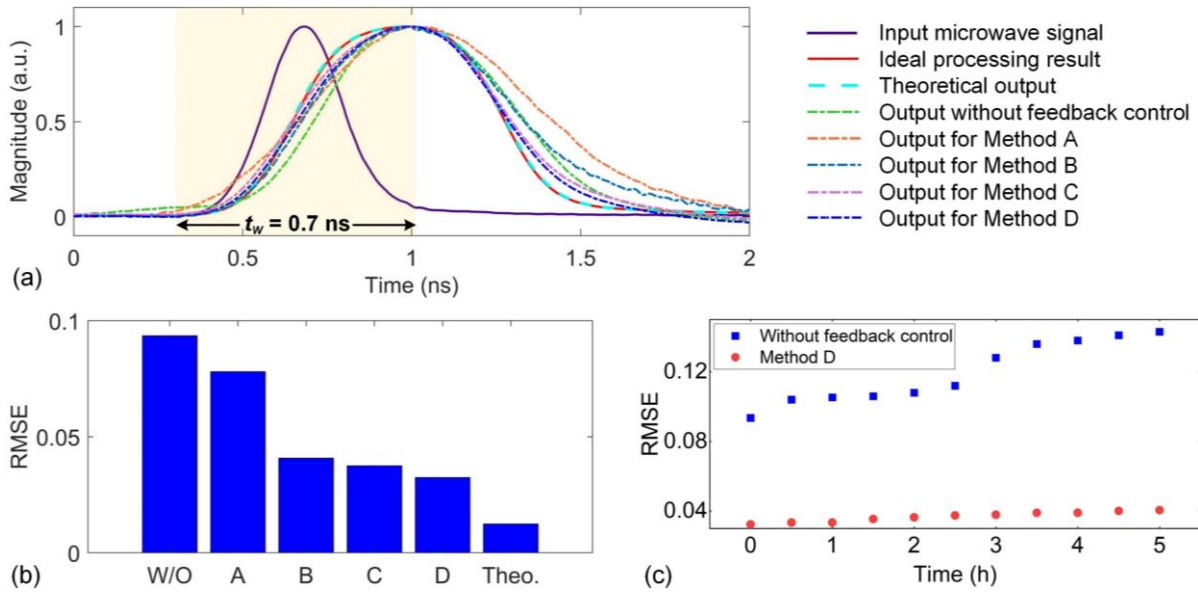 Magnitude (a.u.)
1
0.5
0
t_w = 0.7 ns
0 0.5 1 1.5 2
Time (ns)
(a)
Input microwave signal
Ideal processing result
Theoretical output
Output without feedback control
Output for Method A
Output for Method B
Output for Method C
Output for Method D
RMSE
0.1
0.05
0
W/O A B C D Theo.
(b)
Without feedback control
Method D
RMSE
0.12
0.08
0.04
0 1 2 3 4 5
Time (h)
(c)